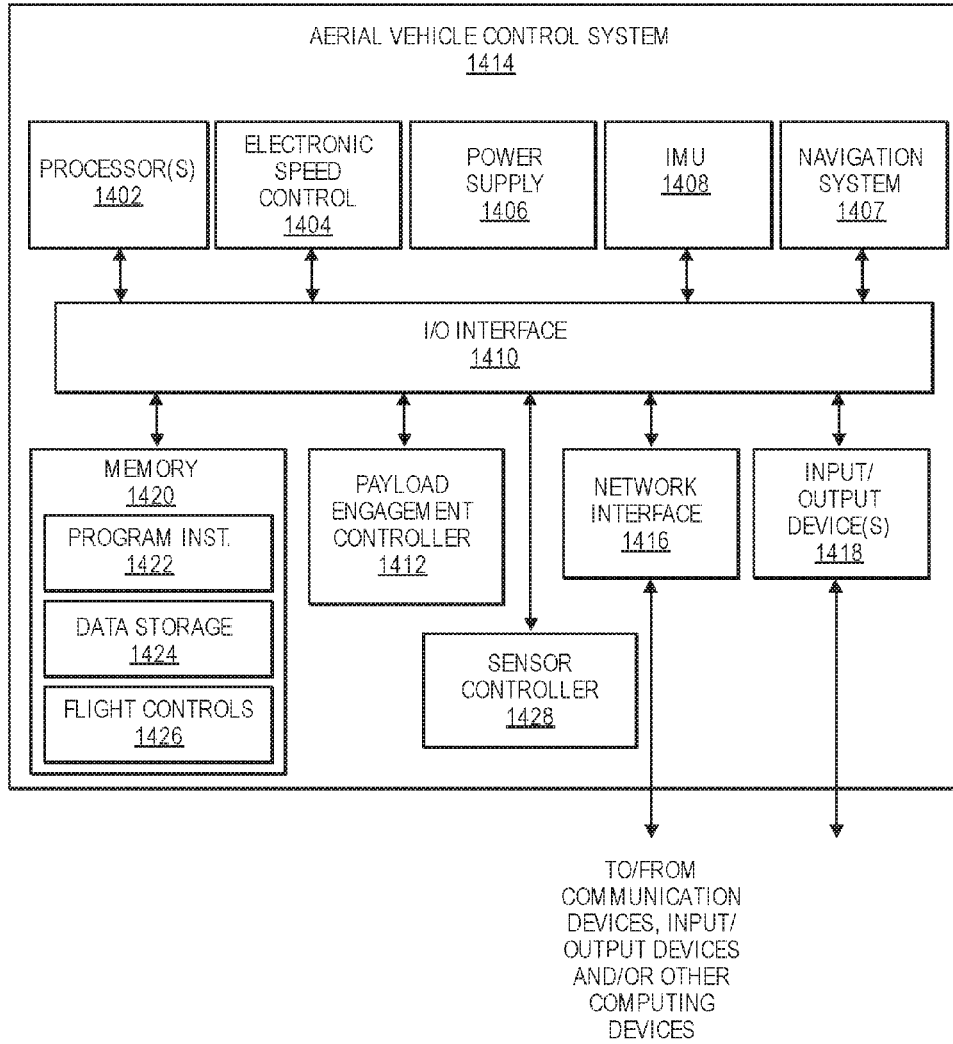 AERIAL VEHICLE CONTROL SYSTEM
1414
PROCESSOR(S)
1402
ELECTRONIC
SPEED
CONTROL
1404
POWER
SUPPLY
1406
IMU
1408
NAVIGATION
SYSTEM
1407
I/O INTERFACE
1410
MEMORY
1420
PROGRAM INST.
1422
DATA STORAGE
1424
FLIGHT CONTROLS
1426
PAYLOAD
ENGAGEMENT
CONTROLLER
1412
SENSOR
CONTROLLER
1428
NETWORK
INTERFACE
1416
INPUT/
OUTPUT
DEVICE(S)
1418
TO/FROM
COMMUNICATION
DEVICES, INPUT/
OUTPUT DEVICES
AND/OR OTHER
COMPUTING
DEVICES